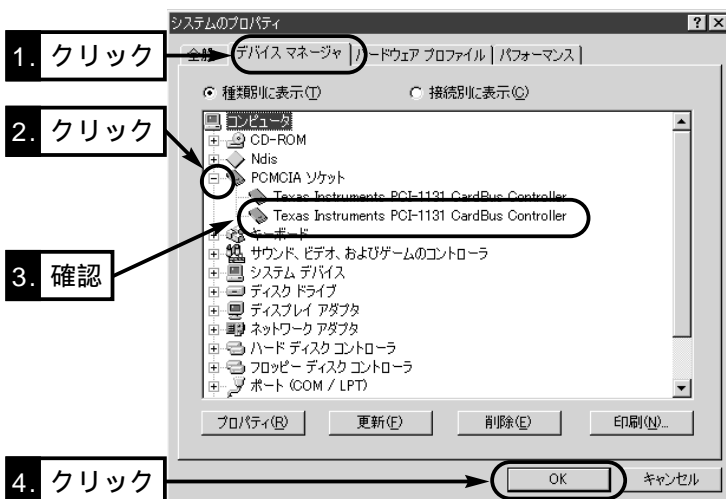 システムのプロパティ
? ×
全般 デバイス マネージャ ハードウェア プロファイル パフォーマンス
1. クリック
種類別に表示(T) 接続別に表示(C)
コンピュータ
2. クリック
CD-ROM
Ndis
PCMCIA ソケット
Texas Instruments PCI-1131 CardBus Controller
Texas Instruments PCI-1131 CardBus Controller
キーボード
サウンド、ビデオ、およびゲームのコントローラ
3. 確認
システム デバイス
ディスク ドライブ
ディスプレイ アダプタ
ネットワーク アダプタ
ハード ディスク コントローラ
フロッピー ディスク コントローラ
ポート (COM / LPT)
プロパティ(R) 更新(F) 削除(E) 印刷(N)...
4. クリック
OK キャンセル